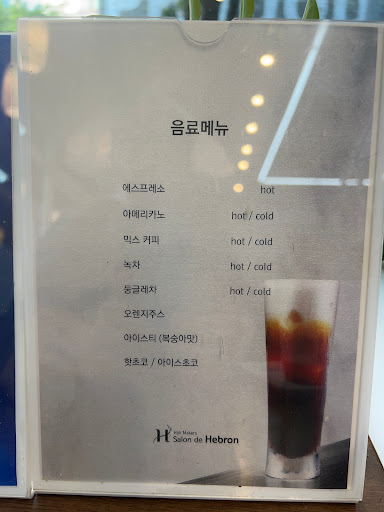 음료메뉴
에스프레소 hot
아메리카노 hot / cold
믹스 커피 hot / cold
녹차 hot / cold
둥글레차 hot / cold
오렌지주스
아이스티 (복숭아맛)
핫초코 / 아이스초코
Hair Makers
Salon de Hebron